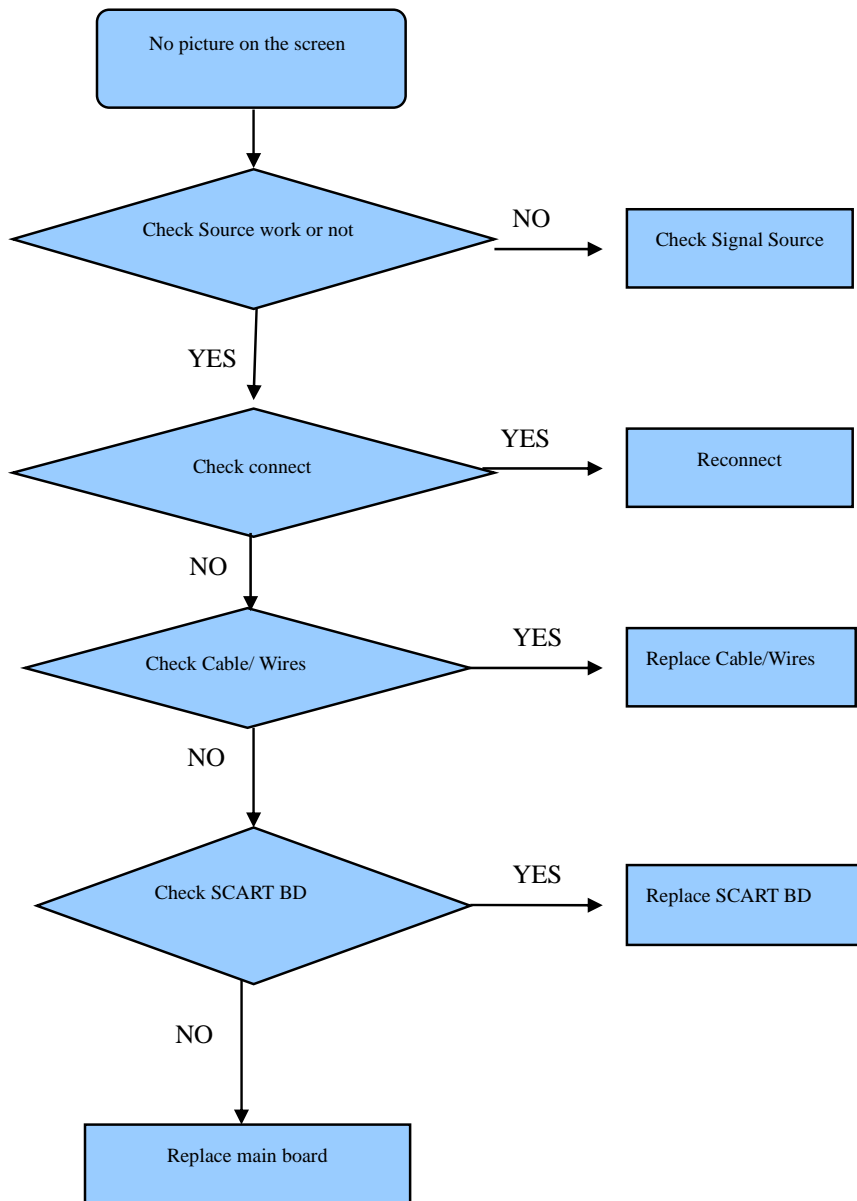 No picture on the screen
Check Source work or not
NO
Check Signal Source
YES
Check connect
YES
Reconnect
NO
Check Cable/ Wires
YES
Replace Cable/Wires
NO
Check SCART BD
YES
Replace SCART BD
NO
Replace main board